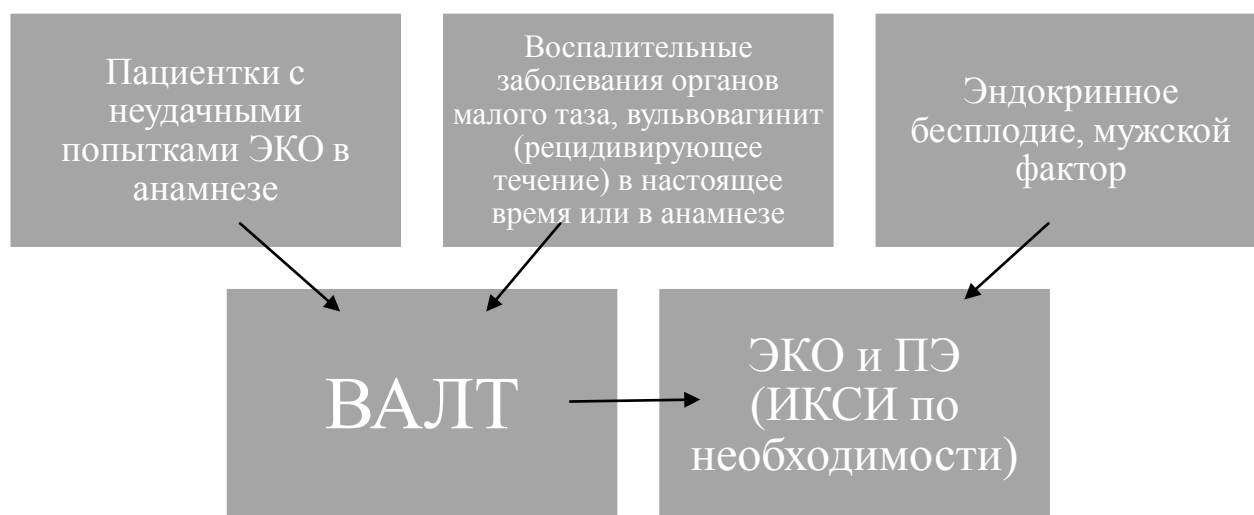 Пациентки с
неудачными
попытками ЭКО в
анамнезе
Воспалительные
заболевания органов
малого таза, вульвовагинит
(рецидивирующее
течение) в настоящее
время или в анамнезе
Эндокринное
бесплодие, мужской
фактор
ВАЛТ
ЭКО и ПЭ
(ИКСИ по
необходимости)